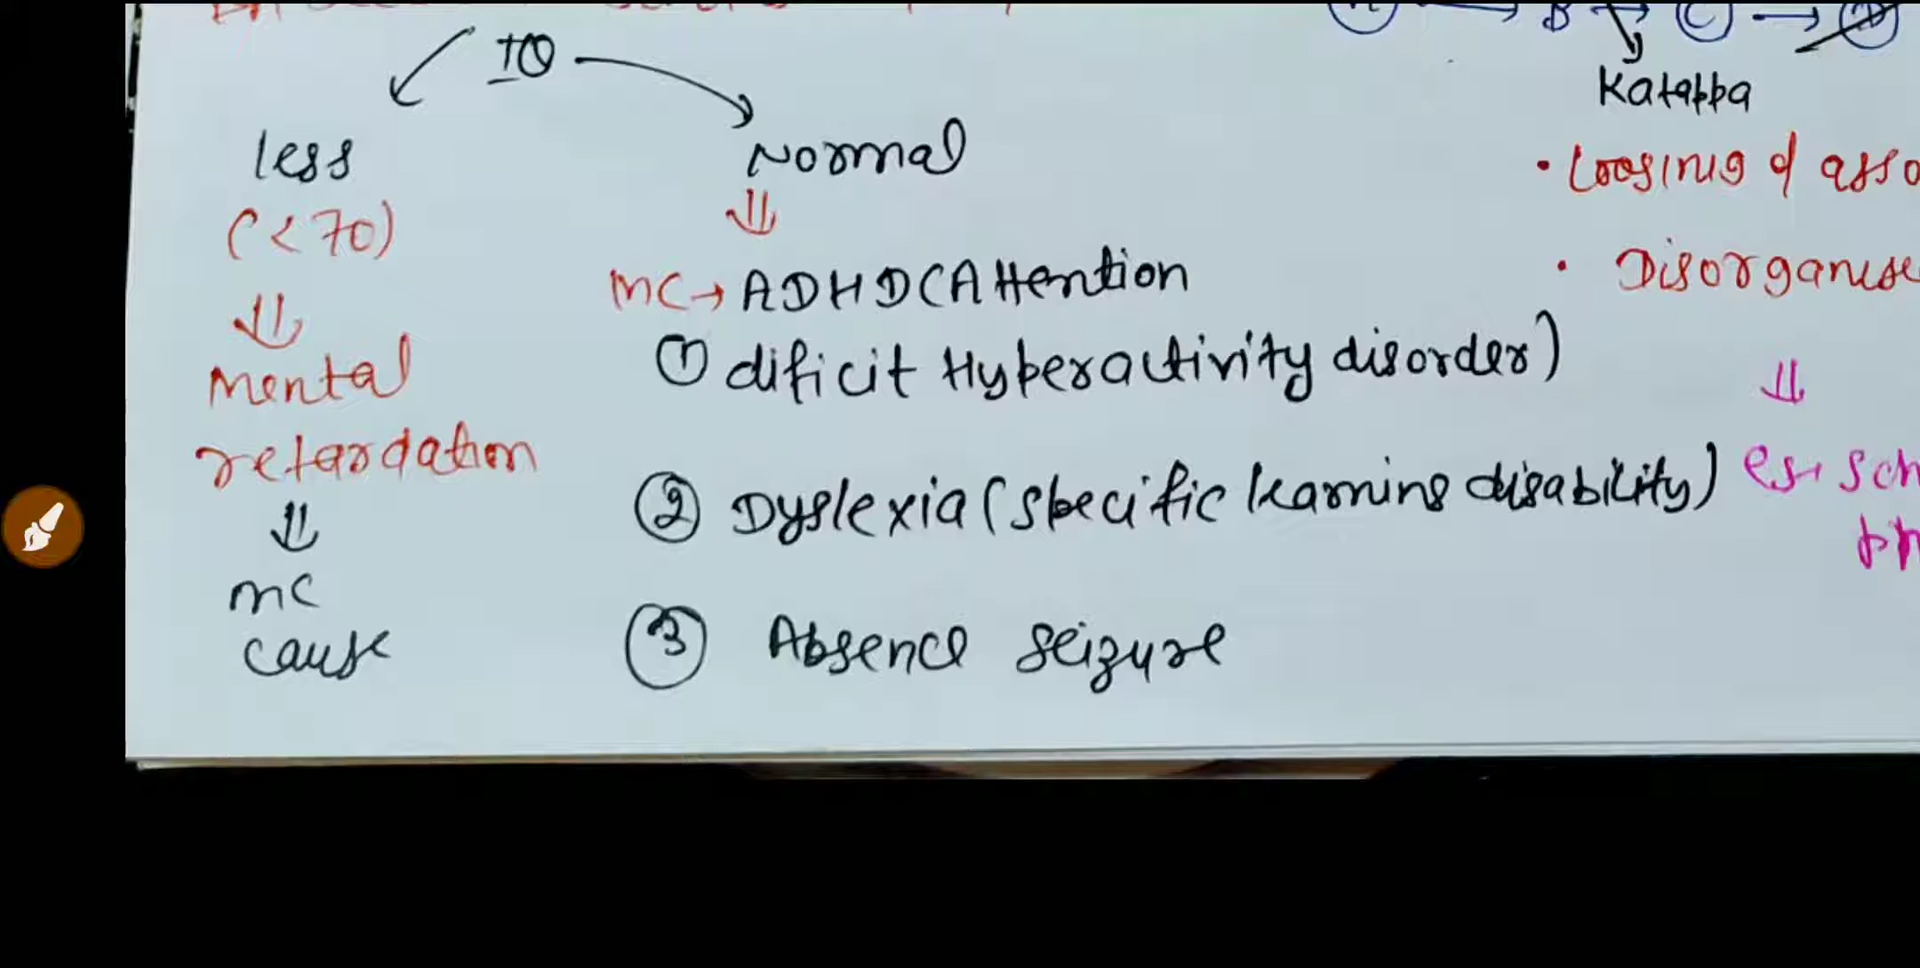 IQ
less
(<70)
⇓
Mental
retardation
⇓
mc
cause
Normal
⇓
MC→ ADHD(Attention
① dificit Hyperactivity disorder)
② Dyslexia (specific learning disability)
③ Absence seizure
B → C →
Katappa
• Loosinig of asso
• Disorganise
⇓